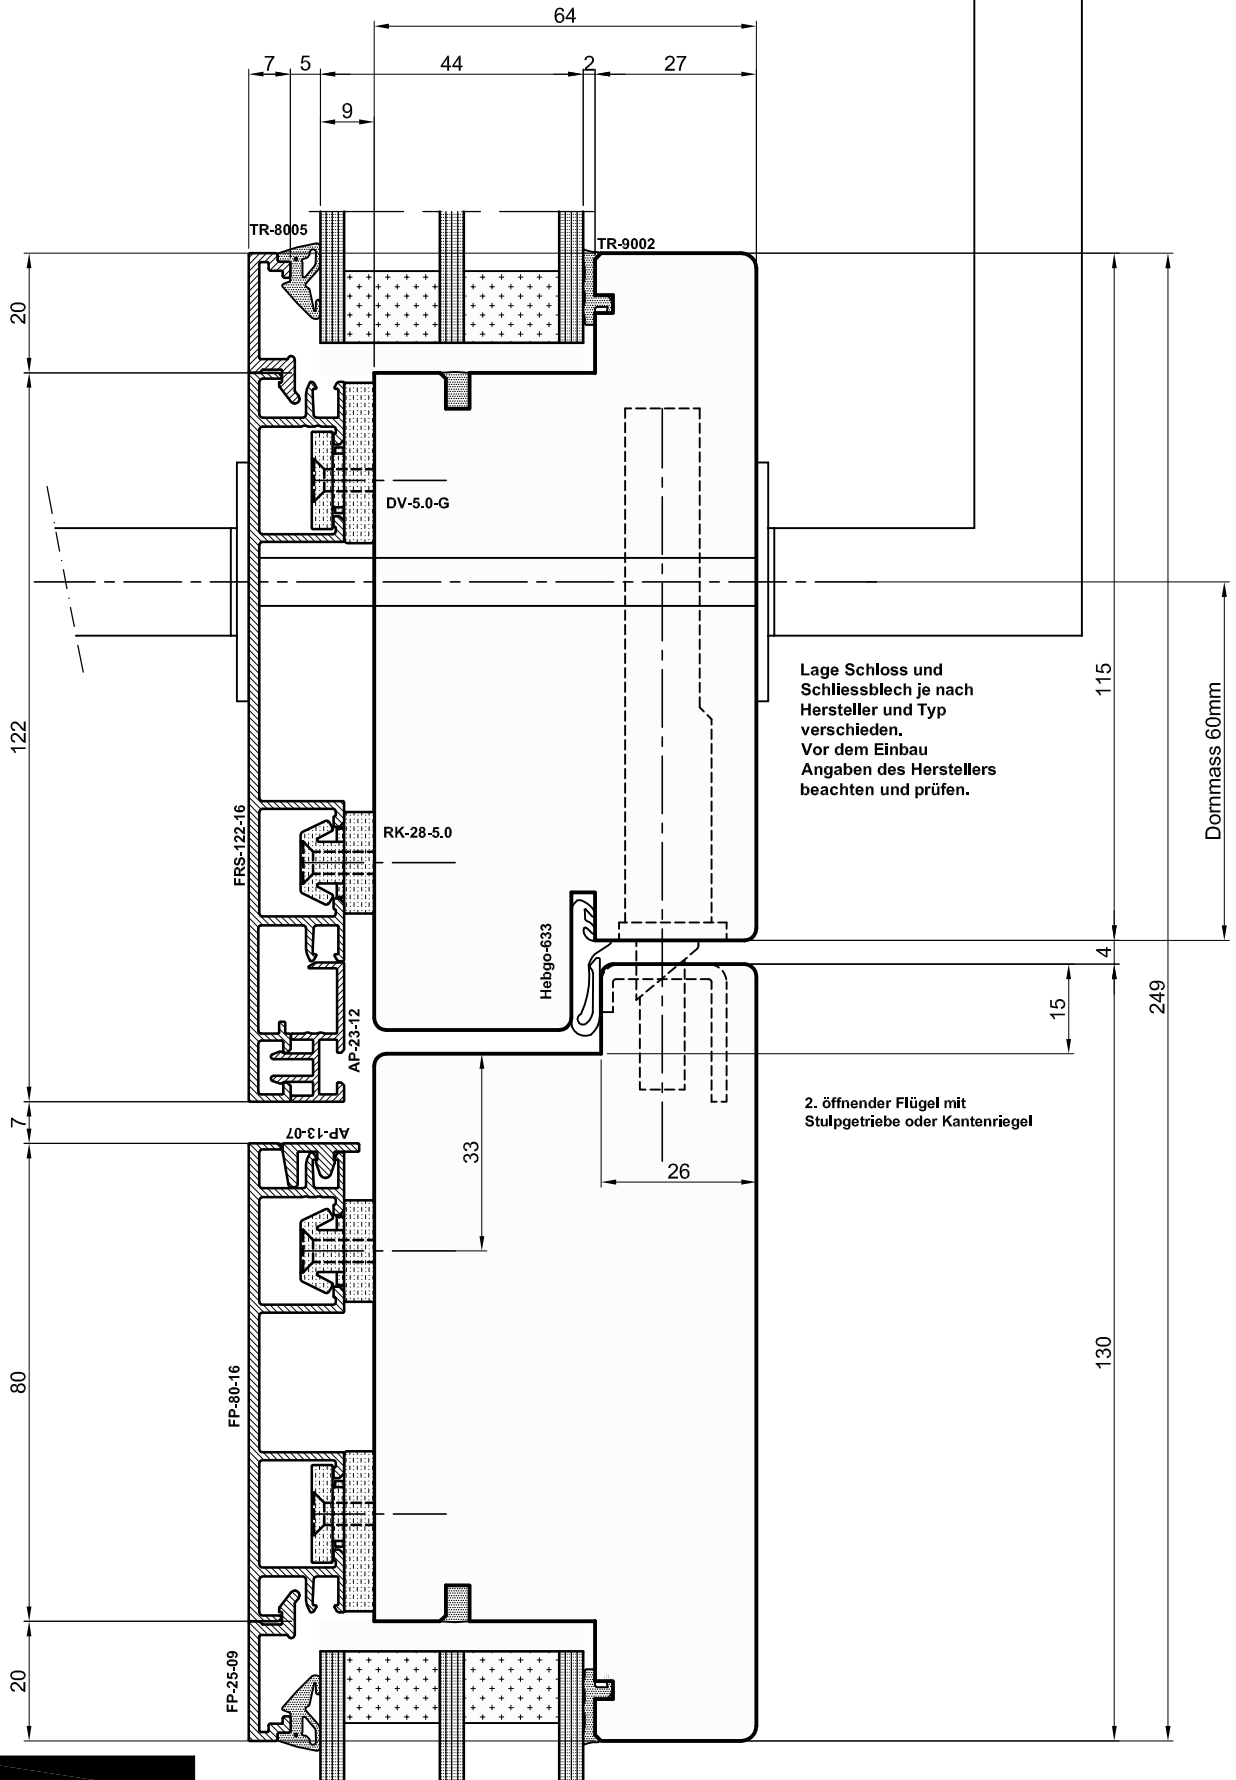 64
7
5
44
2
27
9
TR-8005
TR-9002
20
DV-5.0-G
Lage Schloss und
Schliessblech je nach
Hersteller und Typ
verschieden.
Vor dem Einbau
Angaben des Herstellers
beachten und prüfen.
115
Dornmass 60mm
122
FRS-122-16
RK-28-5.0
Hebgo-633
4
249
15
AP-23-12
2. öffnender Flügel mit
Stulpgetriebe oder Kantenriegel
7
AP-13-07
33
26
130
80
FP-80-16
FP-25-09
20